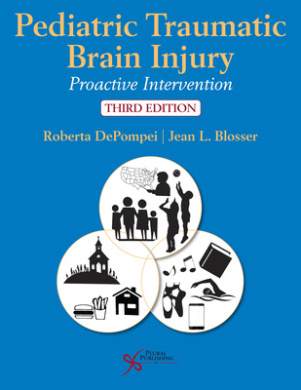 Pediatric Traumatic
Brain Injury
Proactive Intervention
THIRD EDITION
Roberta DePompei | Jean L. Blosser
PLURAL
PUBLISHING